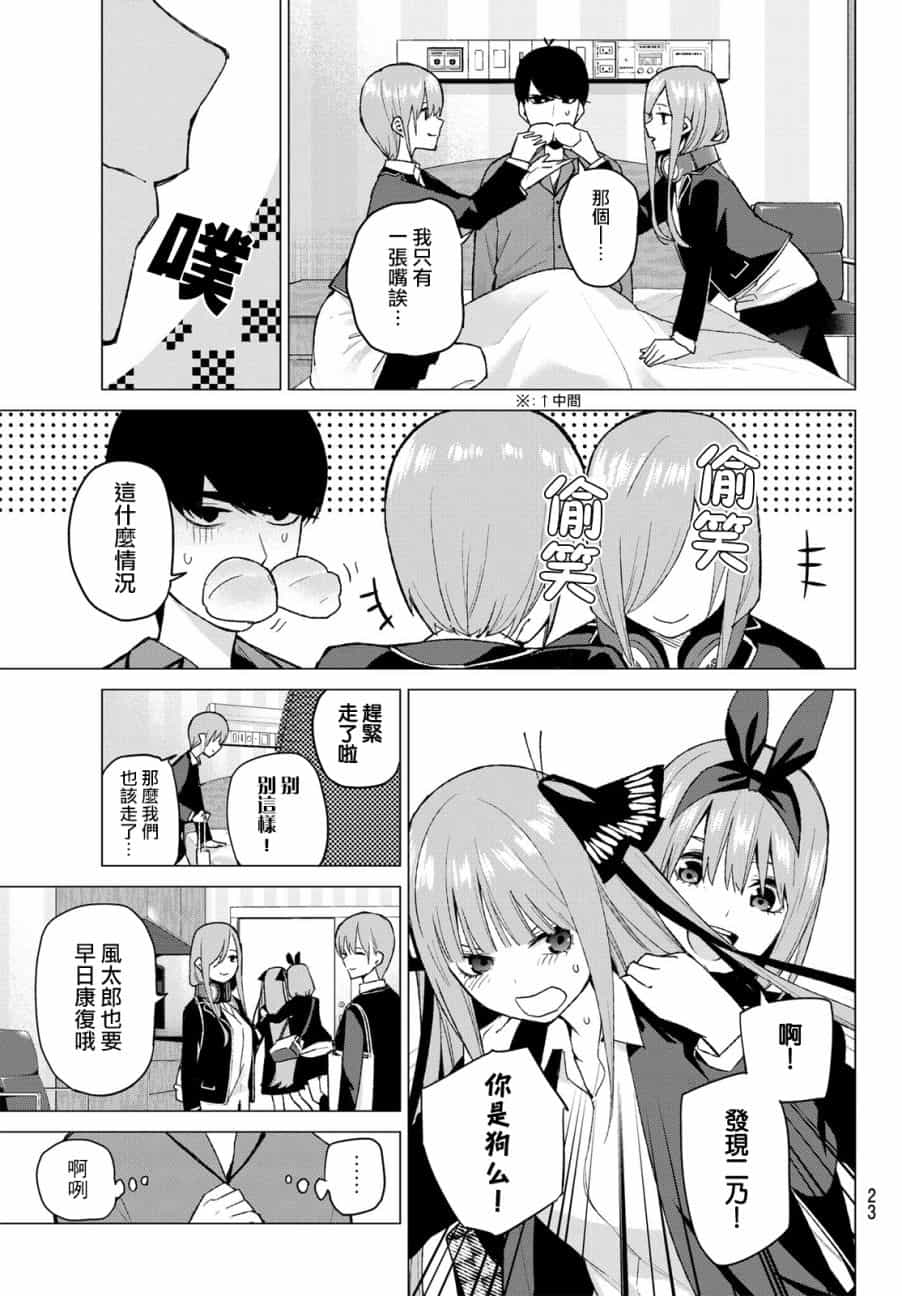 那個─…
我只有
一張嘴誒…
噗
※:↑中間
偷笑
偷笑
這什麼情況
啊!
發現二乃!
你是狗么!
趕緊
走了啦
別
別這樣!
那麼我們
也該走了…
風太郎也要
早日康復哦
……
啊咧
23